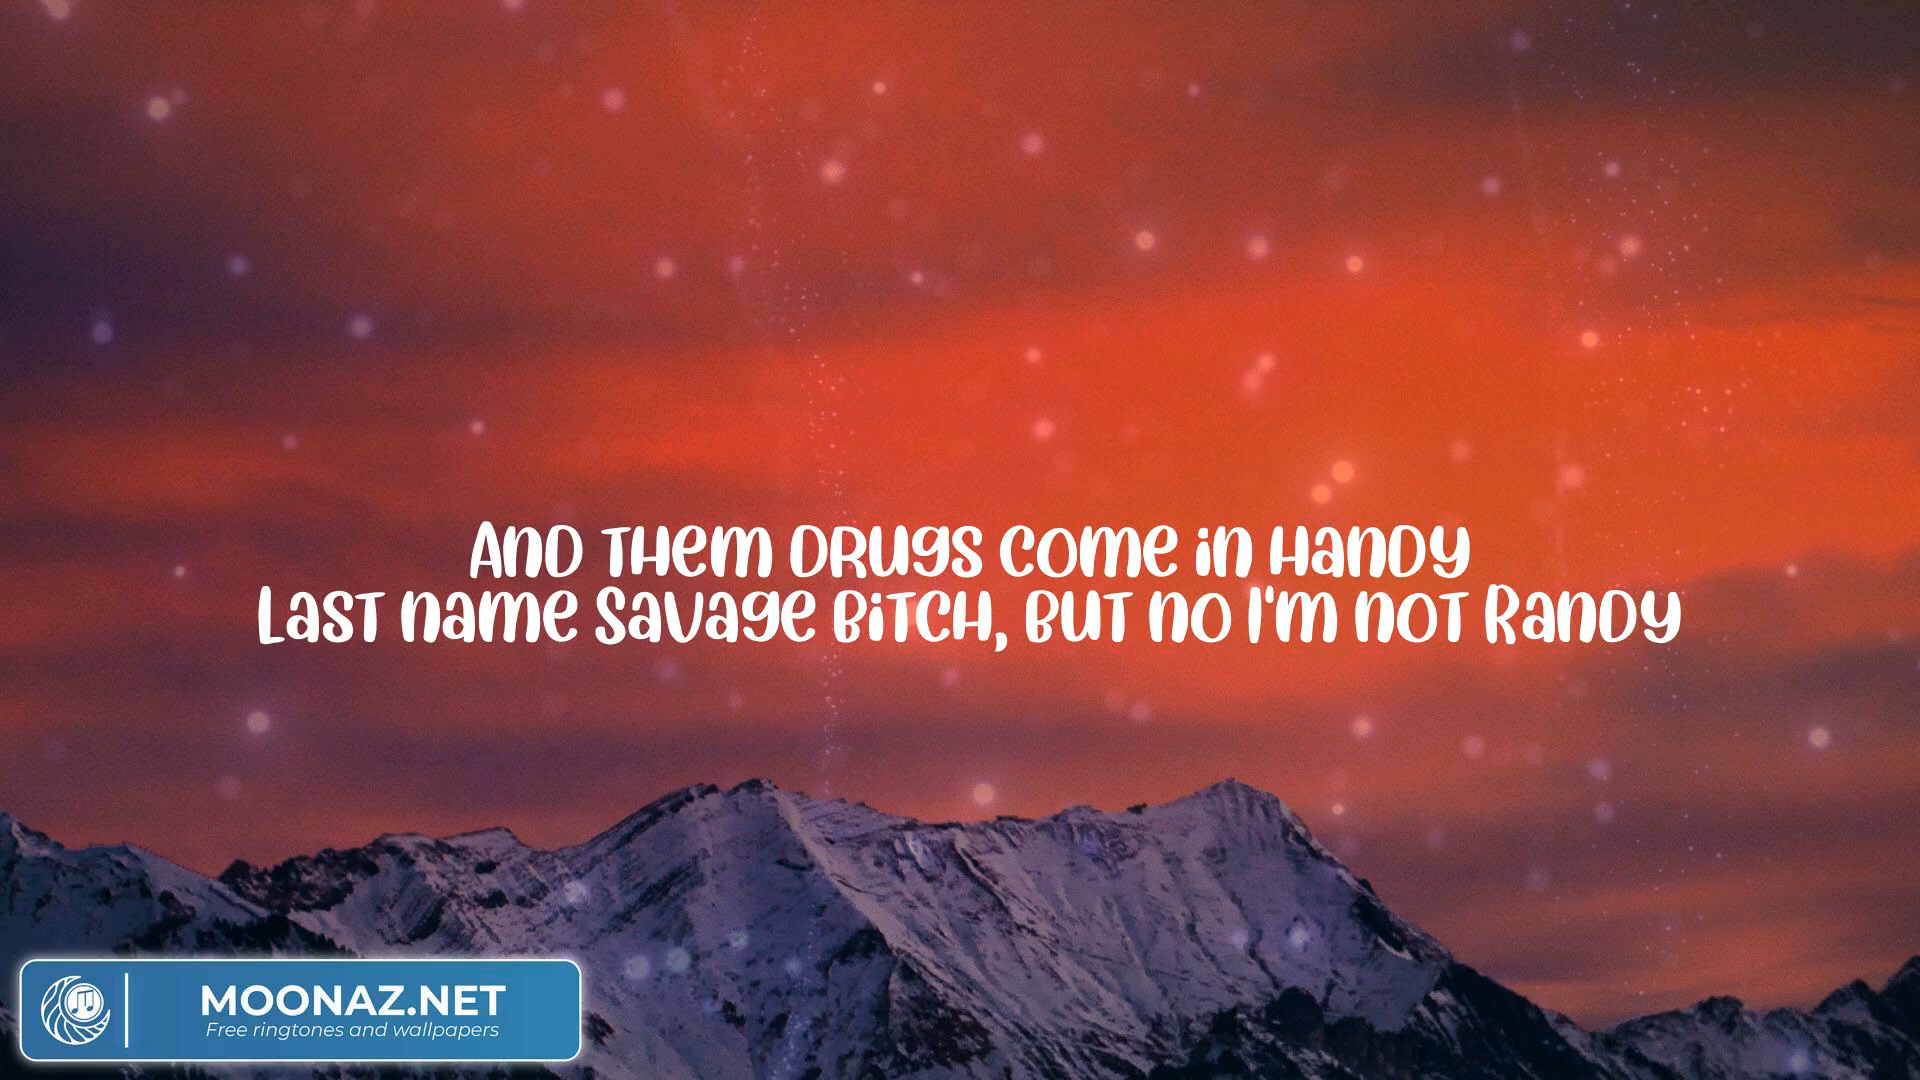 And them drugs come in handy
Last name Savage bitch, but no I'm not Randy
MOONAZ.NET
Free ringtones and wallpapers